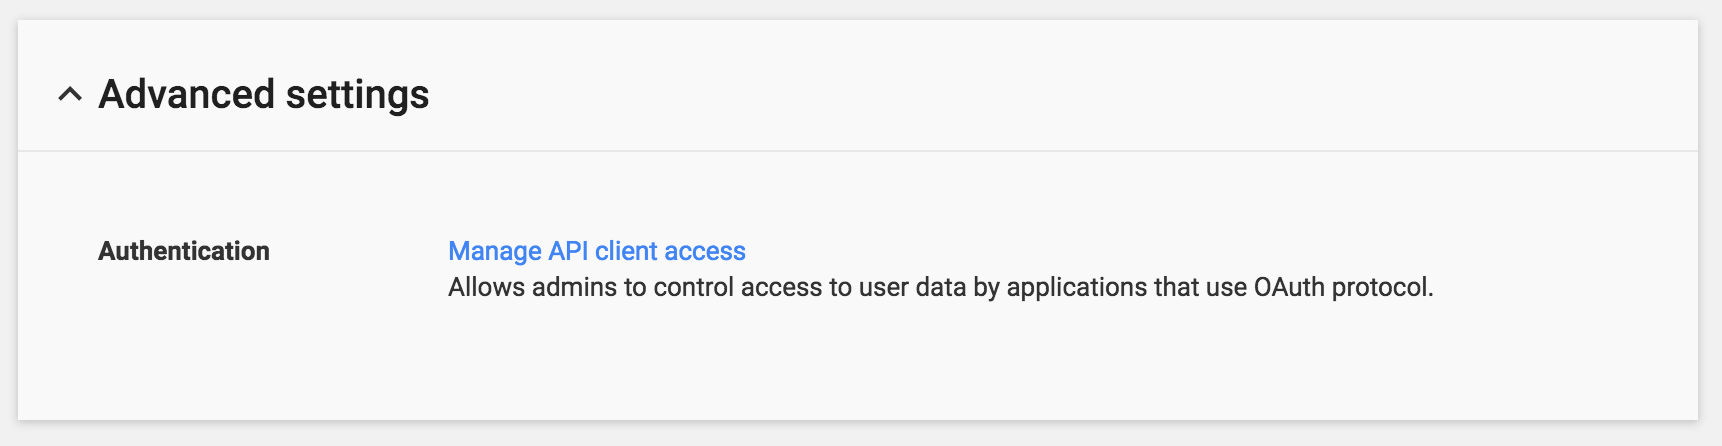 Advanced settings
Authentication
Manage API client access
Allows admins to control access to user data by applications that use OAuth protocol.